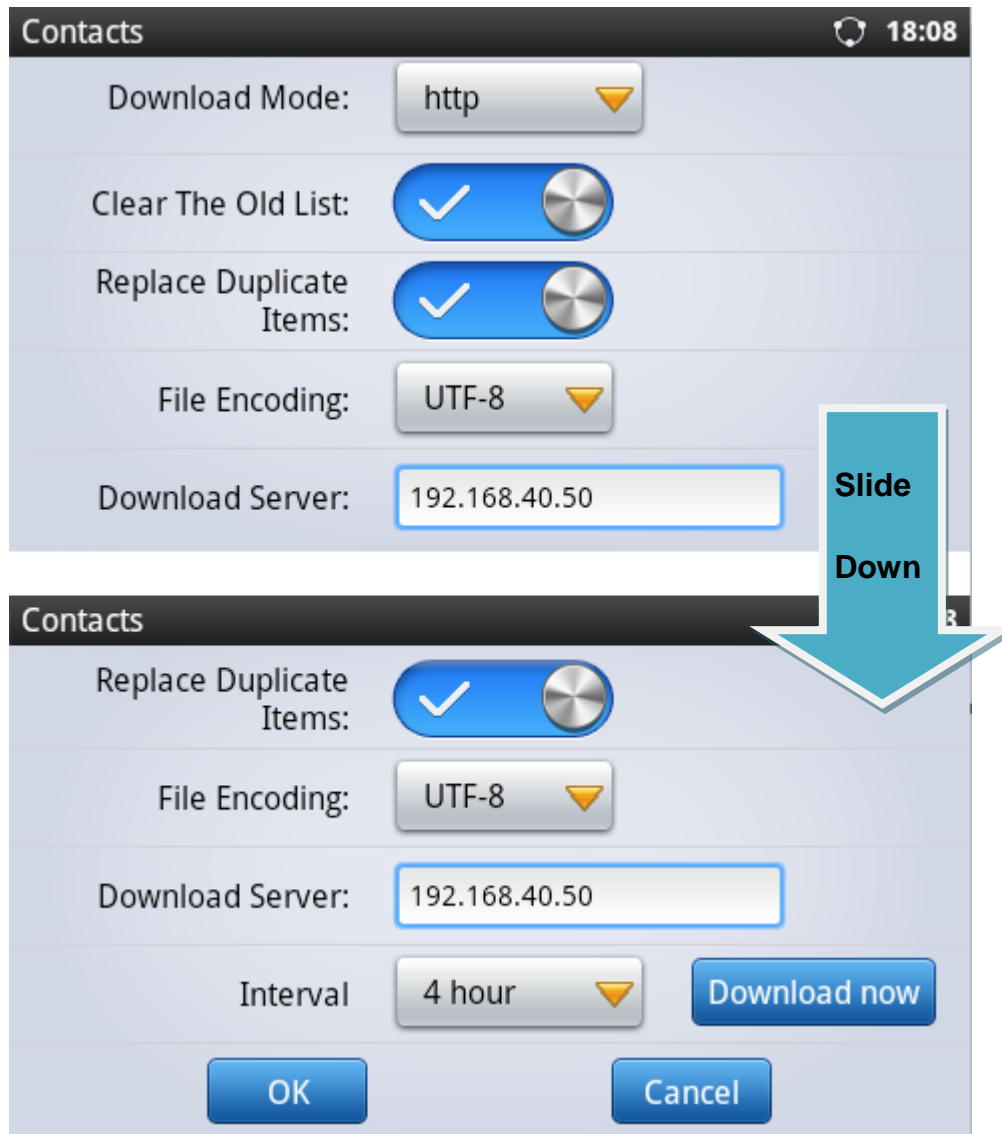 Contacts 18:08
Download Mode: http
Clear The Old List:
Replace Duplicate
Items:
File Encoding: UTF-8
Download Server: 192.168.40.50
Slide
Down
Contacts
Replace Duplicate
Items:
File Encoding: UTF-8
Download Server: 192.168.40.50
Interval 4 hour Download now
OK Cancel